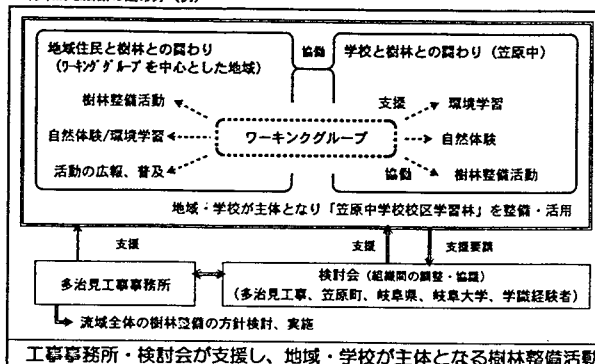 地域住民と樹林との関わり
(ﾜｰｷﾝｸﾞｸﾞﾙｰﾌﾟを中心とした地域)
協働
学校と樹林との関わり(笠原中)
樹林整備活動
自然体験/環境学習
活動の広報、普及
ワーキンググループ
支援
協働
環境学習
自然体験
樹林整備活動
地域・学校が主体となり「笠原中学校校区学習林」を整備・活用
支援
支援
支援要請
多治見工事事務所
検討会(組織間の調整・協議)
(多治見工事、笠原町、岐阜県、岐阜大学、学識経験者)
流域全体の樹林整備の方針検討、実施
工事事務所・検討会が支援し、地域・学校が主体となる樹林整備活動